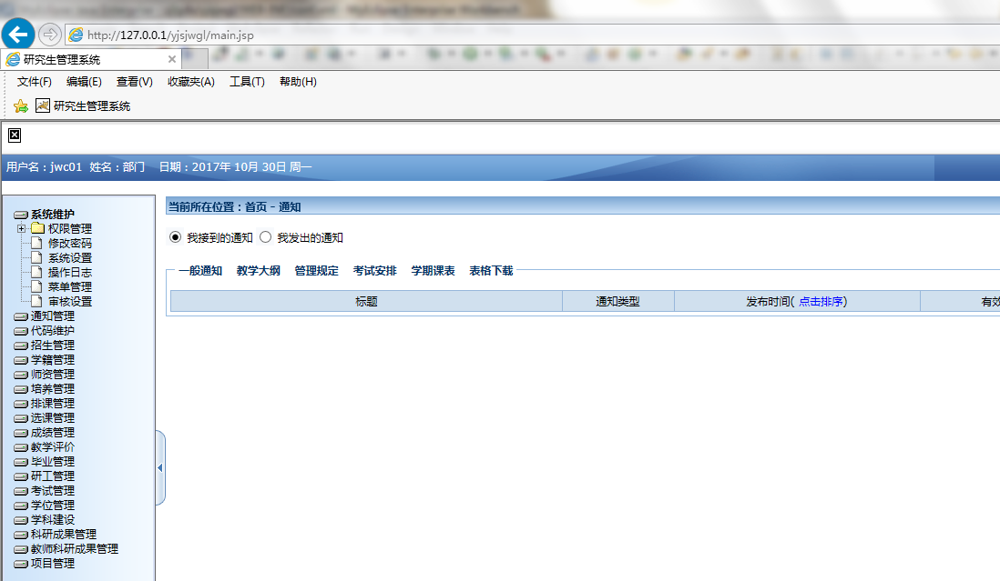 http://127.0.0.1/yjsjwgl/main.jsp
研究生管理系统
文件(F) 编辑(E) 查看(V) 收藏夹(A) 工具(T) 帮助(H)
研究生管理系统
用户名：jwc01 姓名：部门 日期：2017年 10月 30日 周一
系统维护
权限管理
修改密码
系统设置
操作日志
菜单管理
审核设置
通知管理
代码维护
招生管理
学籍管理
师资管理
培养管理
排课管理
选课管理
成绩管理
教学评价
毕业管理
研工管理
考试管理
学位管理
学科建设
科研成果管理
教师科研成果管理
项目管理
当前所在位置：首页 - 通知
我接到的通知 我发出的通知
一般通知 教学大纲 管理规定 考试安排 学期课表 表格下载
标题 通知类型 发布时间( 点击排序) 有效